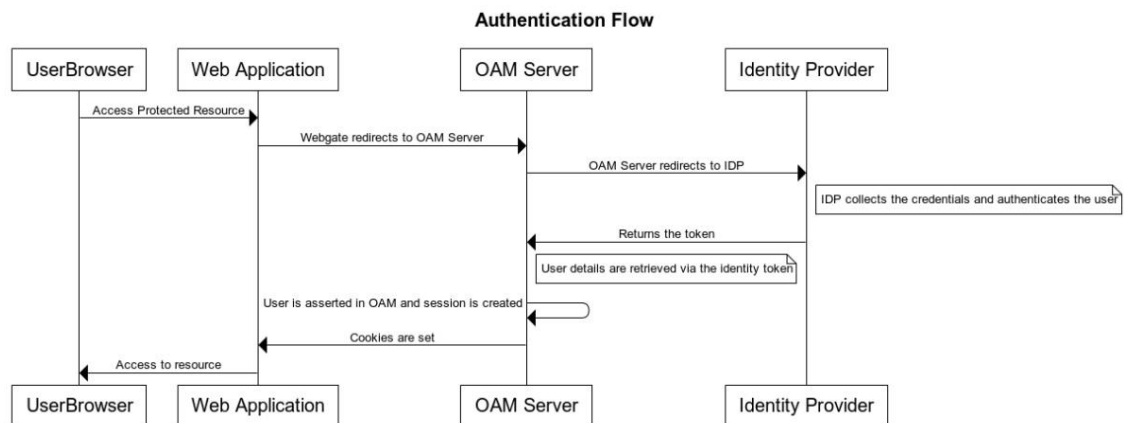 Authentication Flow
UserBrowser
Web Application
OAM Server
Identity Provider
Access Protected Resource
Webgate redirects to OAM Server
OAM Server redirects to IDP
IDP collects the credentials and authenticates the user
Returns the token
User details are retrieved via the identity token
User is asserted in OAM and session is created
Cookies are set
Access to resource
UserBrowser
Web Application
OAM Server
Identity Provider